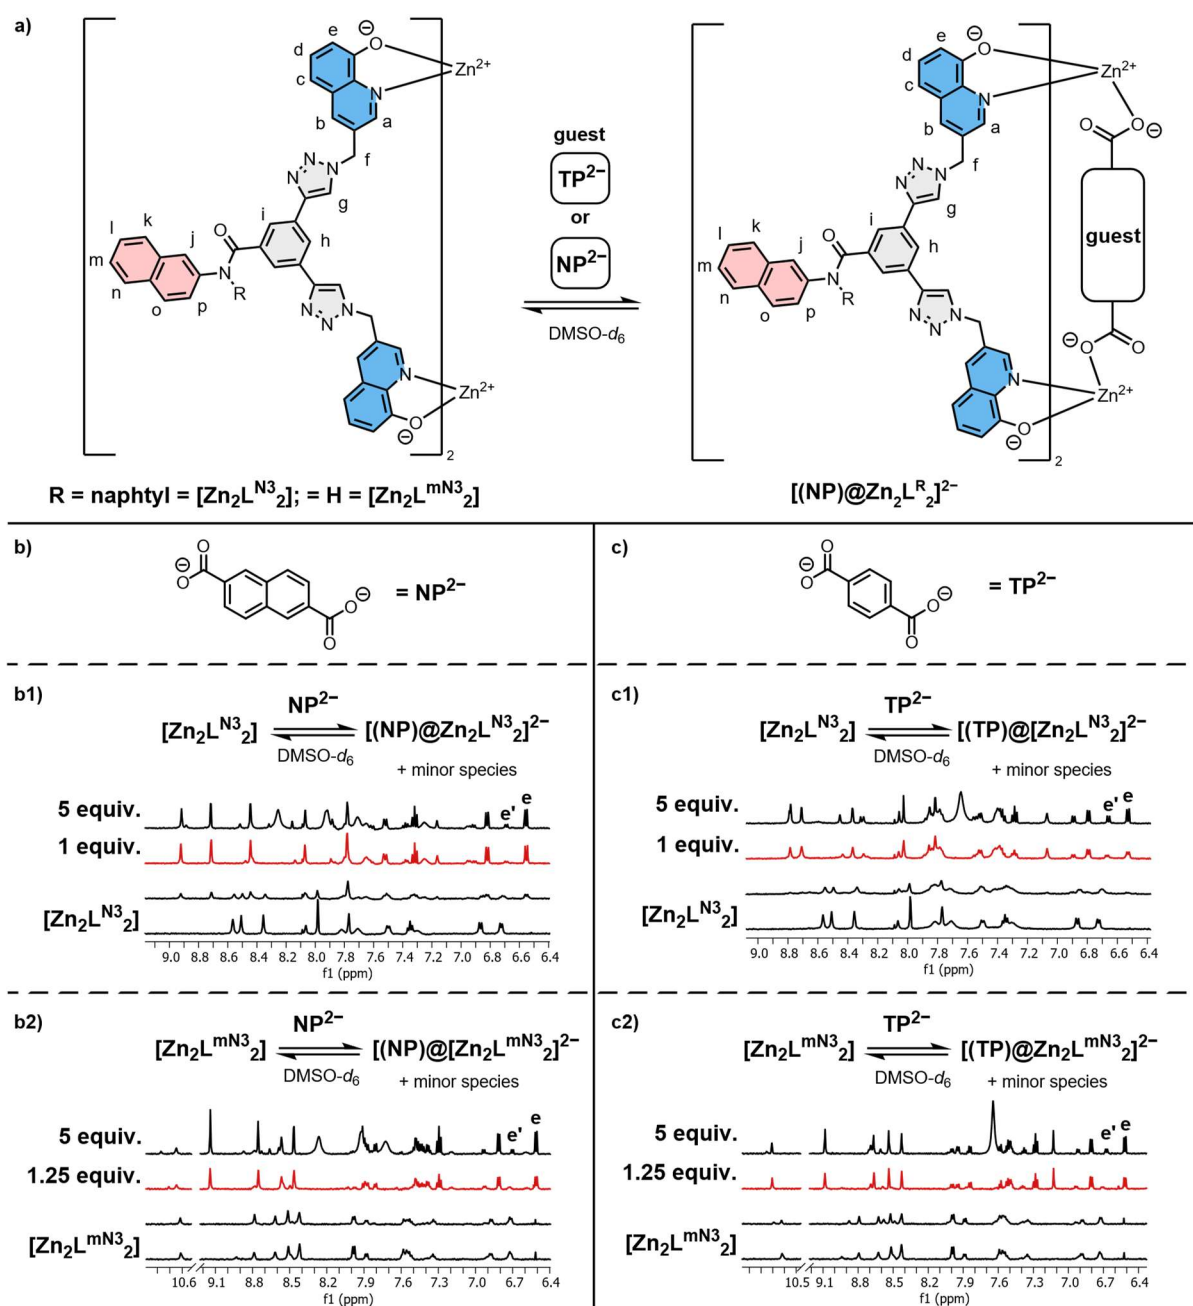 a)
e
d
c
b
a
f
g
h
i
j
k
l
m
n
o
p
O
⊖
N
Zn2+
N
N
N
O
N
R
N
N
N
N
O
⊖
Zn2+
2
guest
TP2−
or
NP2−
DMSO-d6
e
d
c
b
a
f
g
h
i
j
k
l
m
n
o
p
⊖
O
N
Zn2+
O
O
⊖
N
N
N
O
N
R
N
N
N
guest
⊖
O
O
N
Zn2+
O
⊖
2
R = naphtyl = [Zn2LN32]; = H = [Zn2LmN32]
[(NP)@Zn2LR2]2−
b)
O
⊖
O
O
⊖
O
= NP2−
c)
O
⊖
O
O
⊖
O
= TP2−
b1)
NP2−
[Zn2LN32] [(NP)@Zn2LN32]2−
DMSO-d6
+ minor species
5 equiv.
e' e
1 equiv.
[Zn2LN32]
9.0 8.8 8.6 8.4 8.2 8.0 7.8 7.6 7.4 7.2 7.0 6.8 6.6 6.4
f1 (ppm)
c1)
TP2−
[Zn2LN32] [(TP)@[Zn2LN32]2−
DMSO-d6
+ minor species
5 equiv.
e' e
1 equiv.
[Zn2LN32]
9.0 8.8 8.6 8.4 8.2 8.0 7.8 7.6 7.4 7.2 7.0 6.8 6.6 6.4
f1 (ppm)
b2)
NP2−
[Zn2LmN32] [(NP)@[Zn2LmN32]2−
DMSO-d6
+ minor species
5 equiv.
e' e
1.25 equiv.
[Zn2LmN32]
10.6 9.1 8.8 8.5 8.2 7.9 7.6 7.3 7.0 6.7 6.4
f1 (ppm)
c2)
TP2−
[Zn2LmN32] [(TP)@Zn2LmN32]2−
DMSO-d6
+ minor species
5 equiv.
e' e
1.25 equiv.
[Zn2LmN32]
10.5 9.1 8.8 8.5 8.2 7.9 7.6 7.3 7.0 6.7 6.4
f1 (ppm)